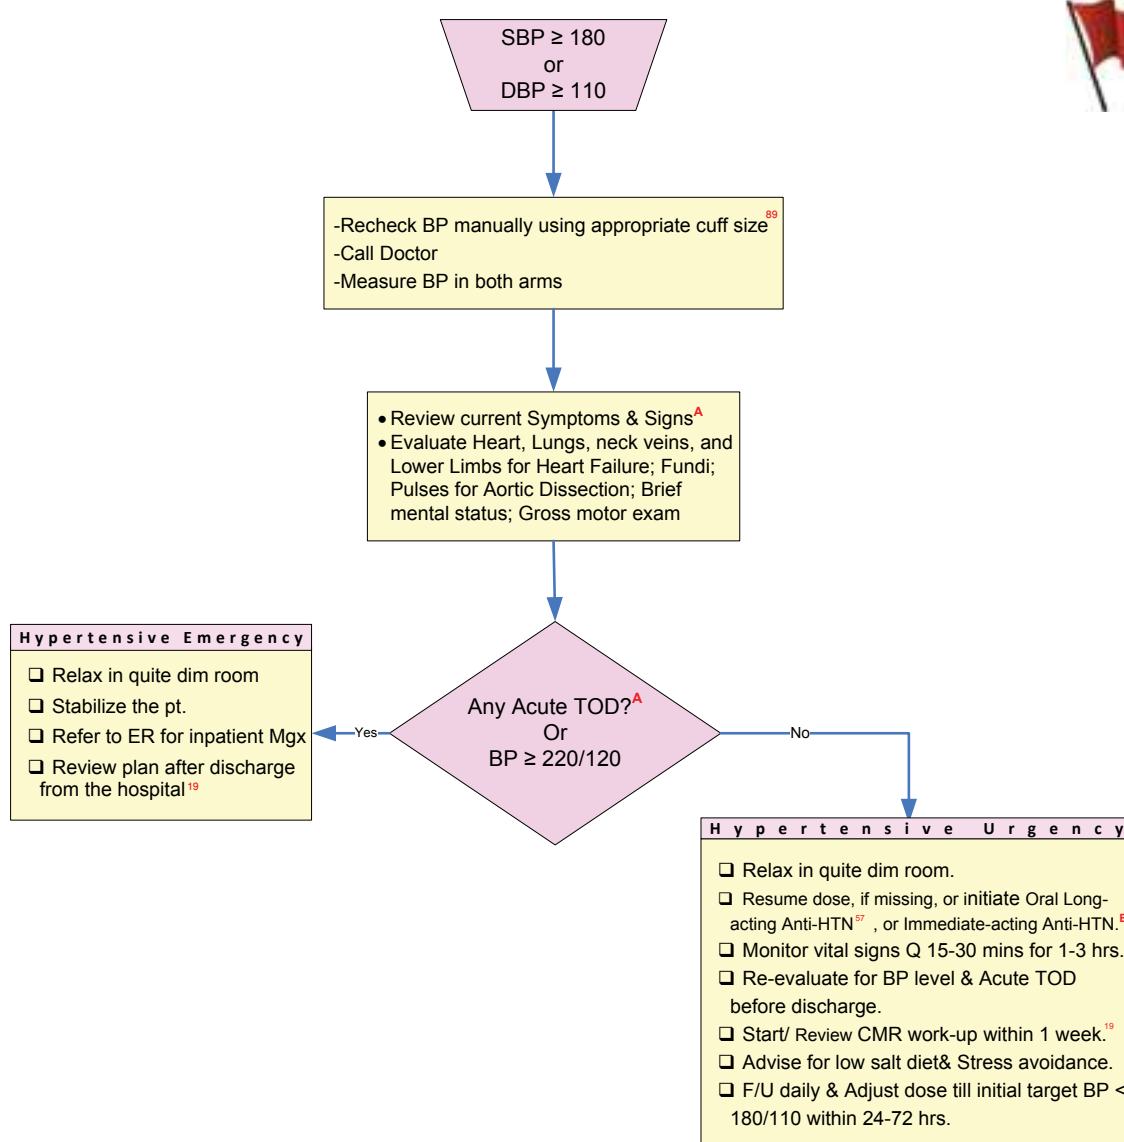 SBP ≥ 180
or
DBP ≥ 110
-Recheck BP manually using appropriate cuff size89
-Call Doctor
-Measure BP in both arms
• Review current Symptoms & SignsA
• Evaluate Heart, Lungs, neck veins, and
Lower Limbs for Heart Failure; Fundi;
Pulses for Aortic Dissection; Brief
mental status; Gross motor exam
Any Acute TOD?A
Or
BP ≥ 220/120
Yes
No
Hypertensive Emergency
❑ Relax in quite dim room
❑ Stabilize the pt.
❑ Refer to ER for inpatient Mgx
❑ Review plan after discharge
from the hospital19
Hypertensive Urgency
❑ Relax in quite dim room.
❑ Resume dose, if missing, or initiate Oral Long-
acting Anti-HTN57 , or Immediate-acting Anti-HTN.
❑ Monitor vital signs Q 15-30 mins for 1-3 hrs.
❑ Re-evaluate for BP level & Acute TOD
before discharge.
❑ Start/ Review CMR work-up within 1 week.19
❑ Advise for low salt diet& Stress avoidance.
❑ F/U daily & Adjust dose till initial target BP <
180/110 within 24-72 hrs.